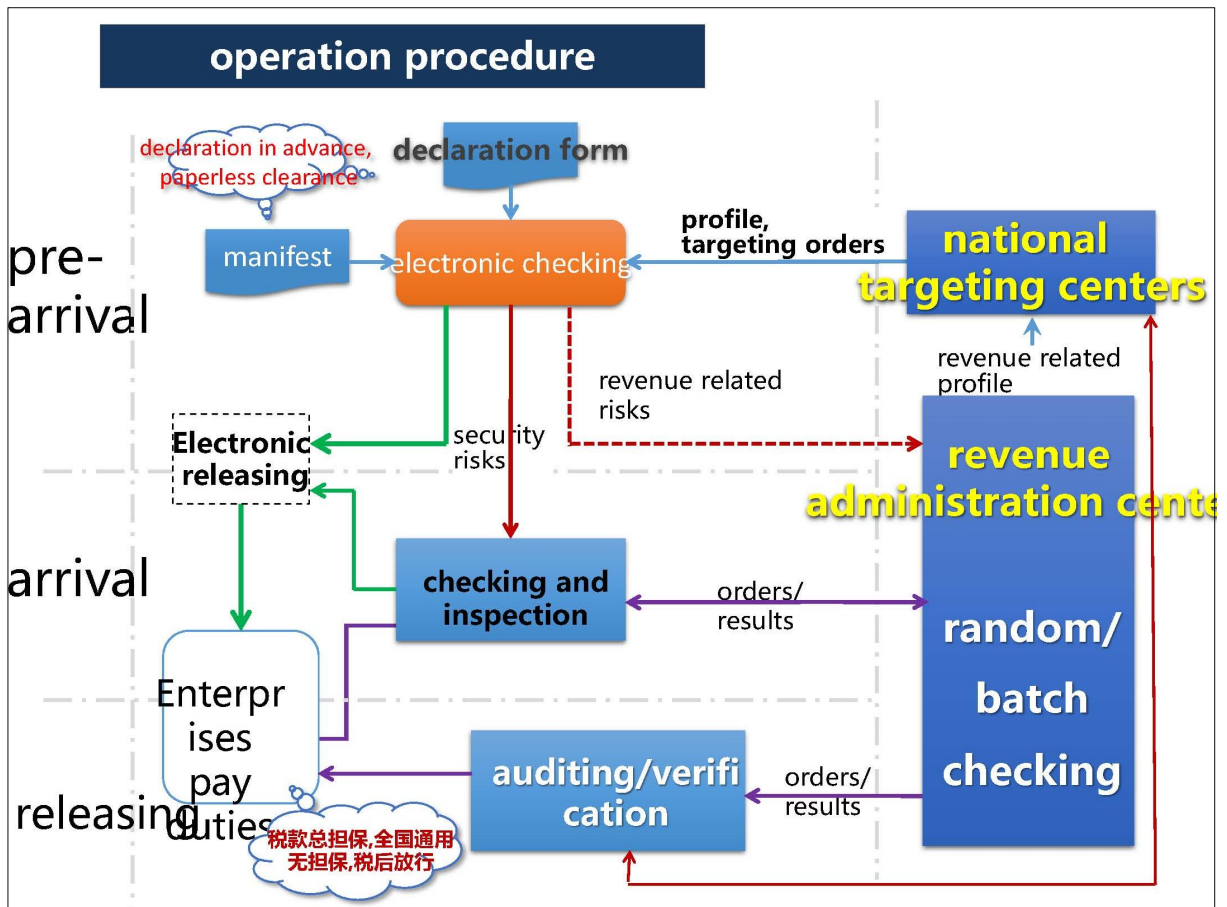 operation procedure
declaration in advance,
paperless clearance
declaration form
manifest
electronic checking
profile,
targeting orders
national
targeting centers
pre-
arrival
revenue related
profile
revenue related
risks
security
risks
Electronic
releasing
revenue
administration cente
arrival
checking and
inspection
orders/
results
random/
batch
checking
Enterpr
ises
pay
duties
releasing
auditing/verifi
cation
orders/
results
税款总担保,全国通用
无担保,税后放行